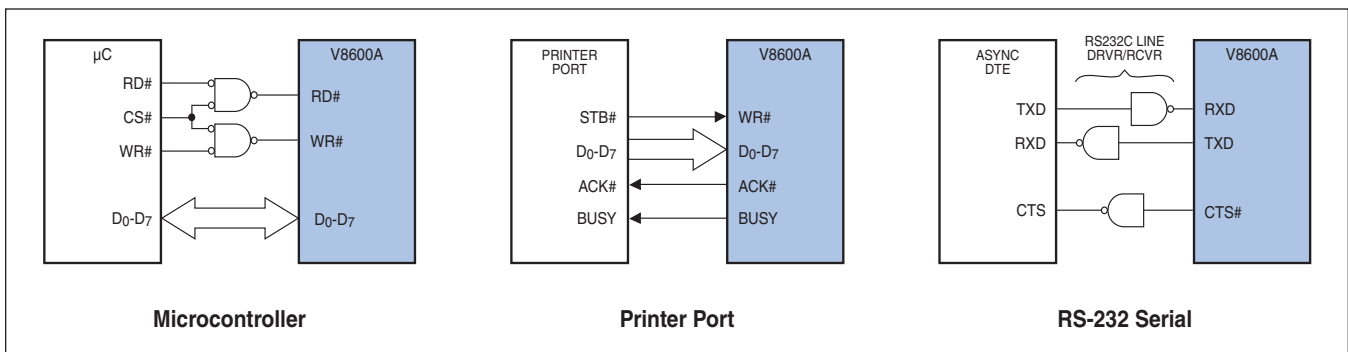 µC
V8600A
RD#
RD#
CS#
WR#
WR#
D0-D7
D0-D7
Microcontroller
PRINTER
PORT
V8600A
STB#
WR#
D0-D7
D0-D7
ACK#
ACK#
BUSY
BUSY
Printer Port
ASYNC
DTE
RS232C LINE
DRVR/RCVR
V8600A
TXD
RXD
RXD
TXD
CTS
CTS#
RS-232 Serial